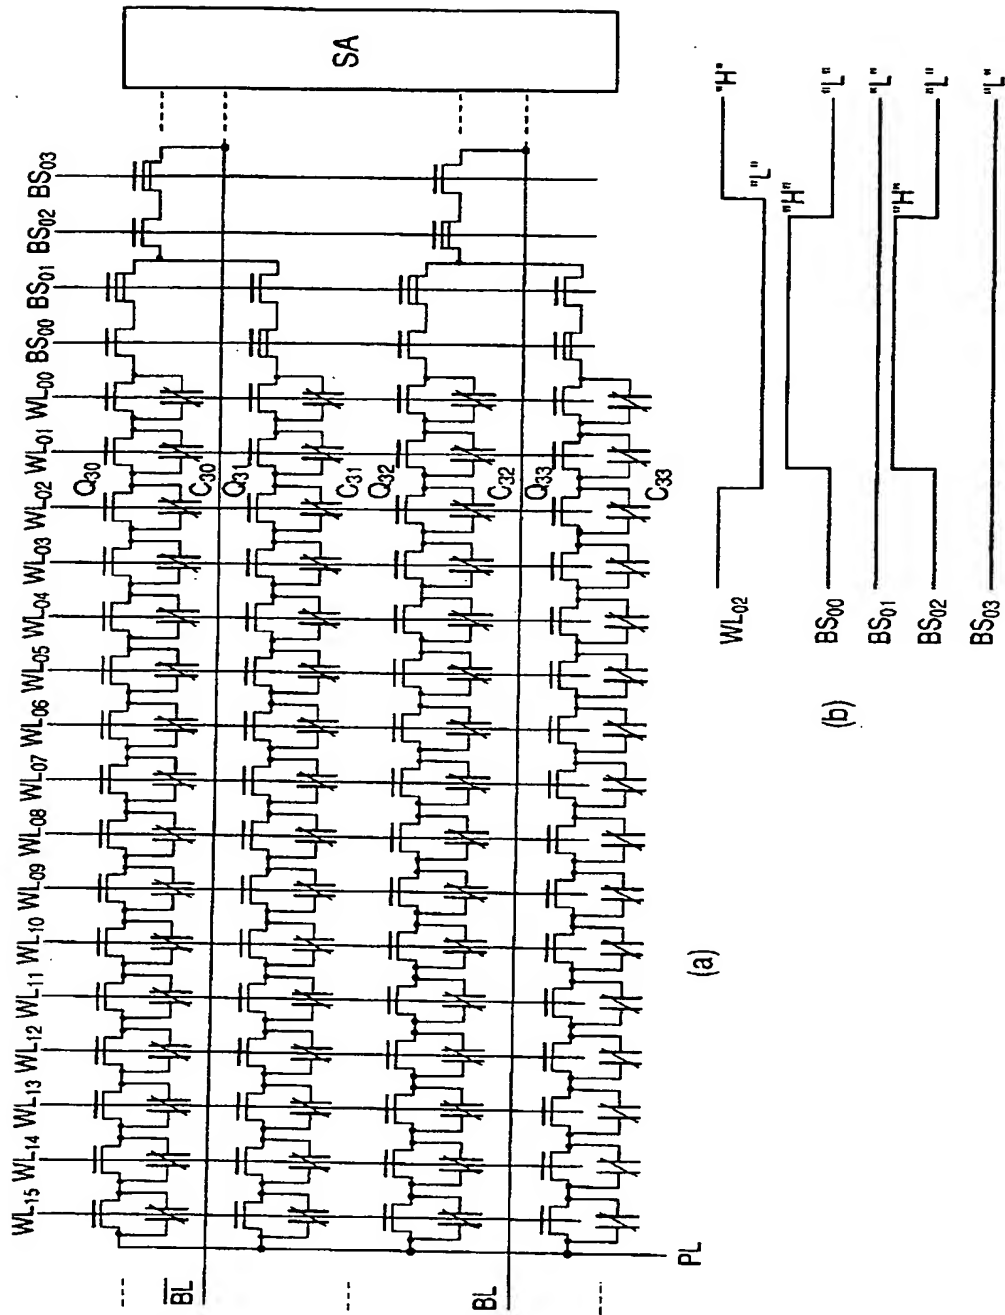 WL15 WL14 WL13 WL12 WL11 WL10 WL09 WL08 WL07 WL06 WL05 WL04 WL03 WL02 WL01 WL00 BS00 BS01 BS02 BS03
SA
Q30
C30
Q31
C31
Q32
C32
Q33
C33
BL
BL
PL
(a)
WL02 "L" "H"
BS00 "H" "L"
BS01 "L"
BS02 "H" "L"
BS03 "L"
(b)